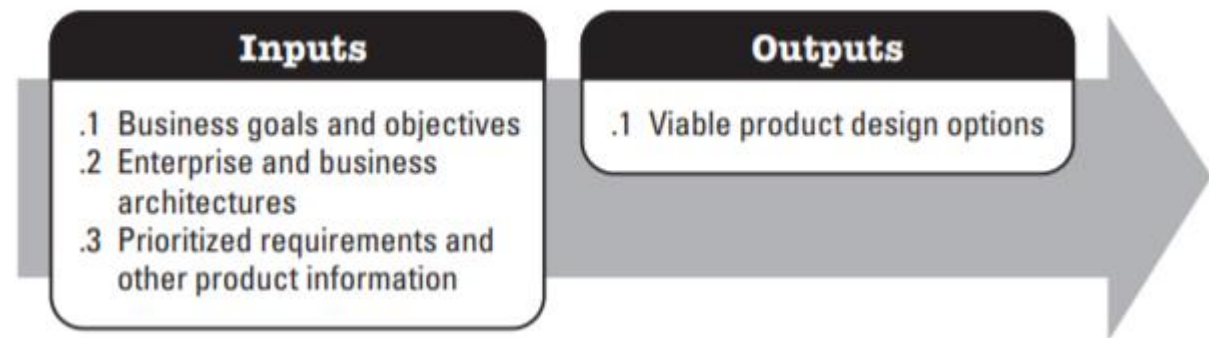 Inputs
.1 Business goals and objectives
.2 Enterprise and business
architectures
.3 Prioritized requirements and
other product information
Outputs
.1 Viable product design options